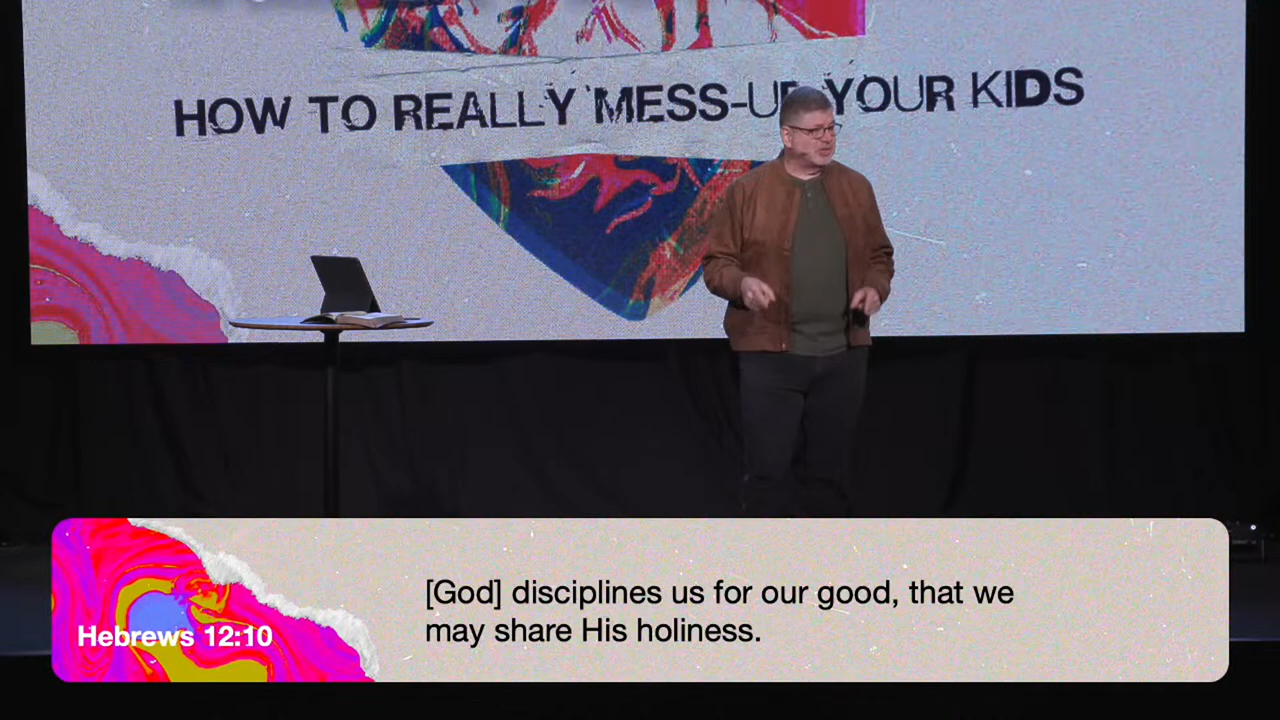 HOW TO REALLY MESS-UP YOUR KIDS
Hebrews 12:10
[God] disciplines us for our good, that we
may share His holiness.